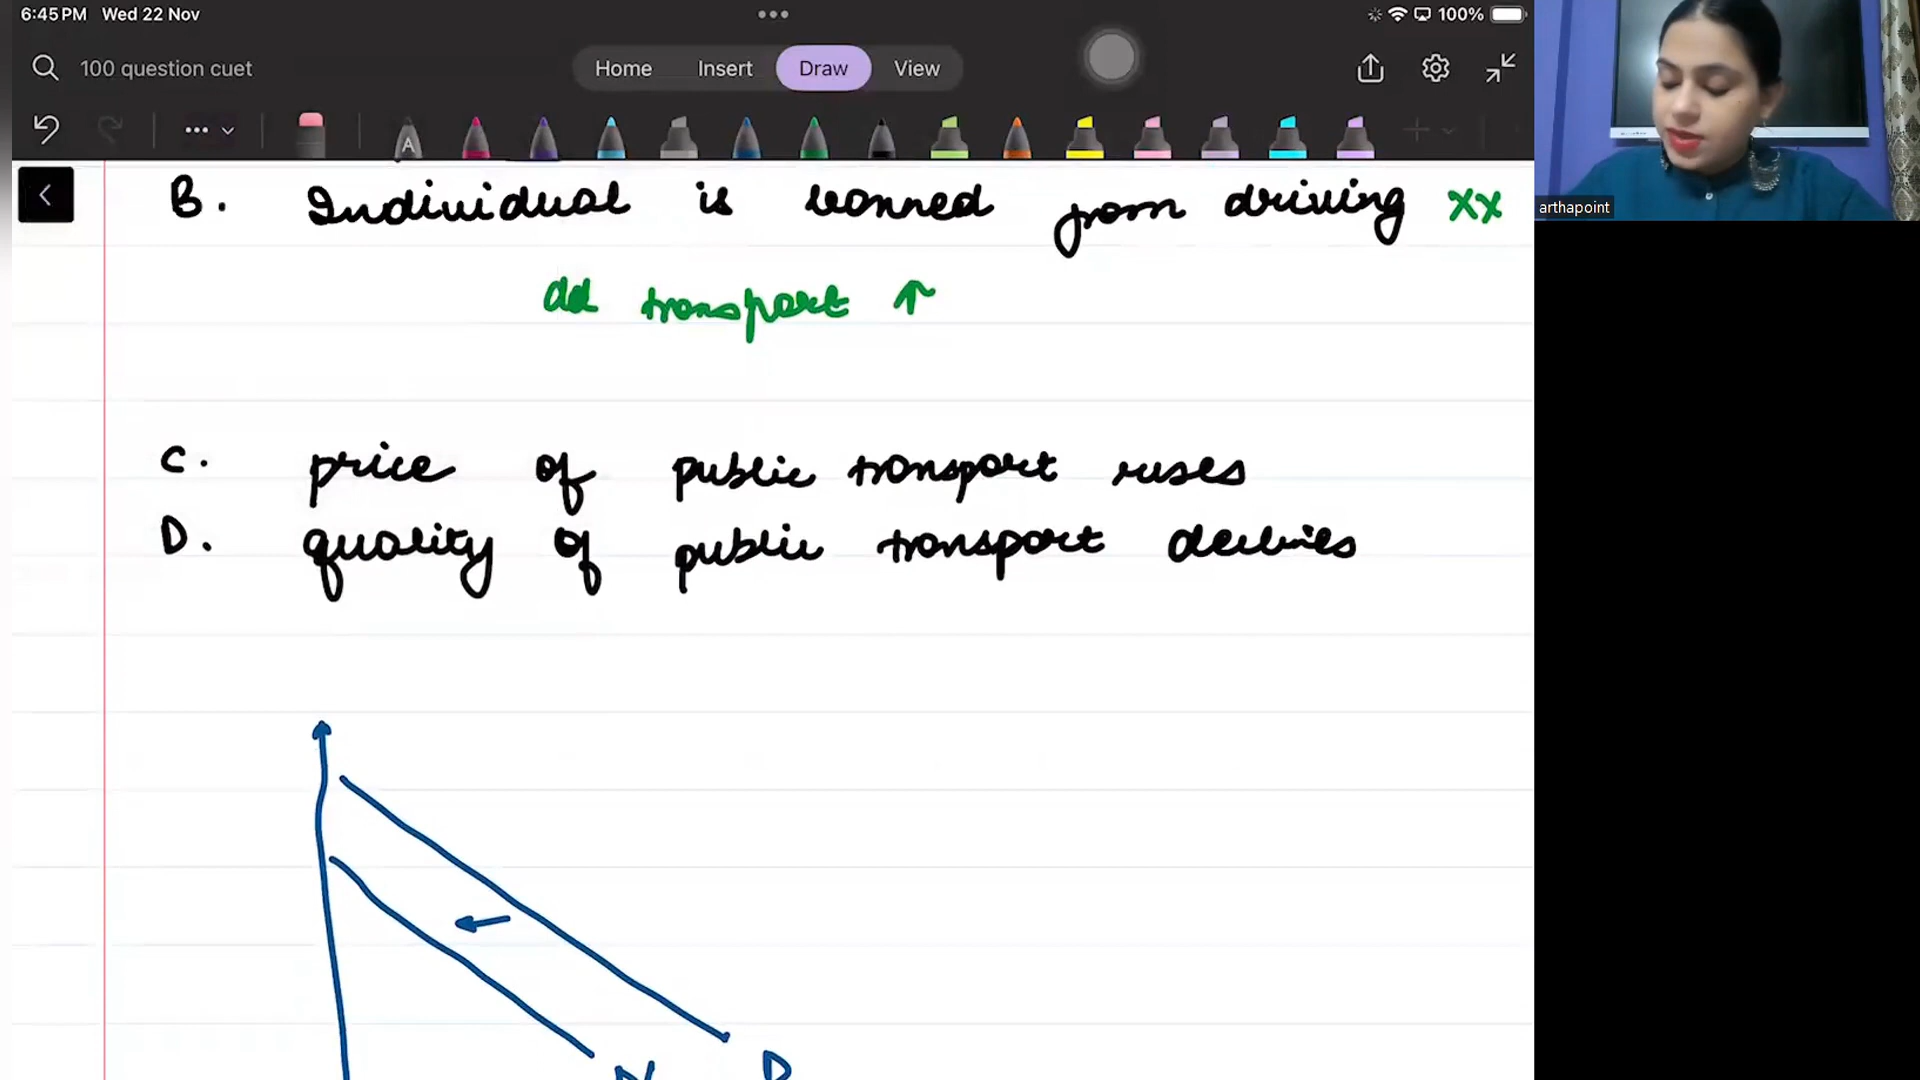 6:45 PM Wed 22 Nov
100%
100 question cuet
Home Insert Draw View
A
B. Individual is banned from driving xx
arthapoint
dd transport ↑
C. price of public transport rises
D. quality of public transport declines
D